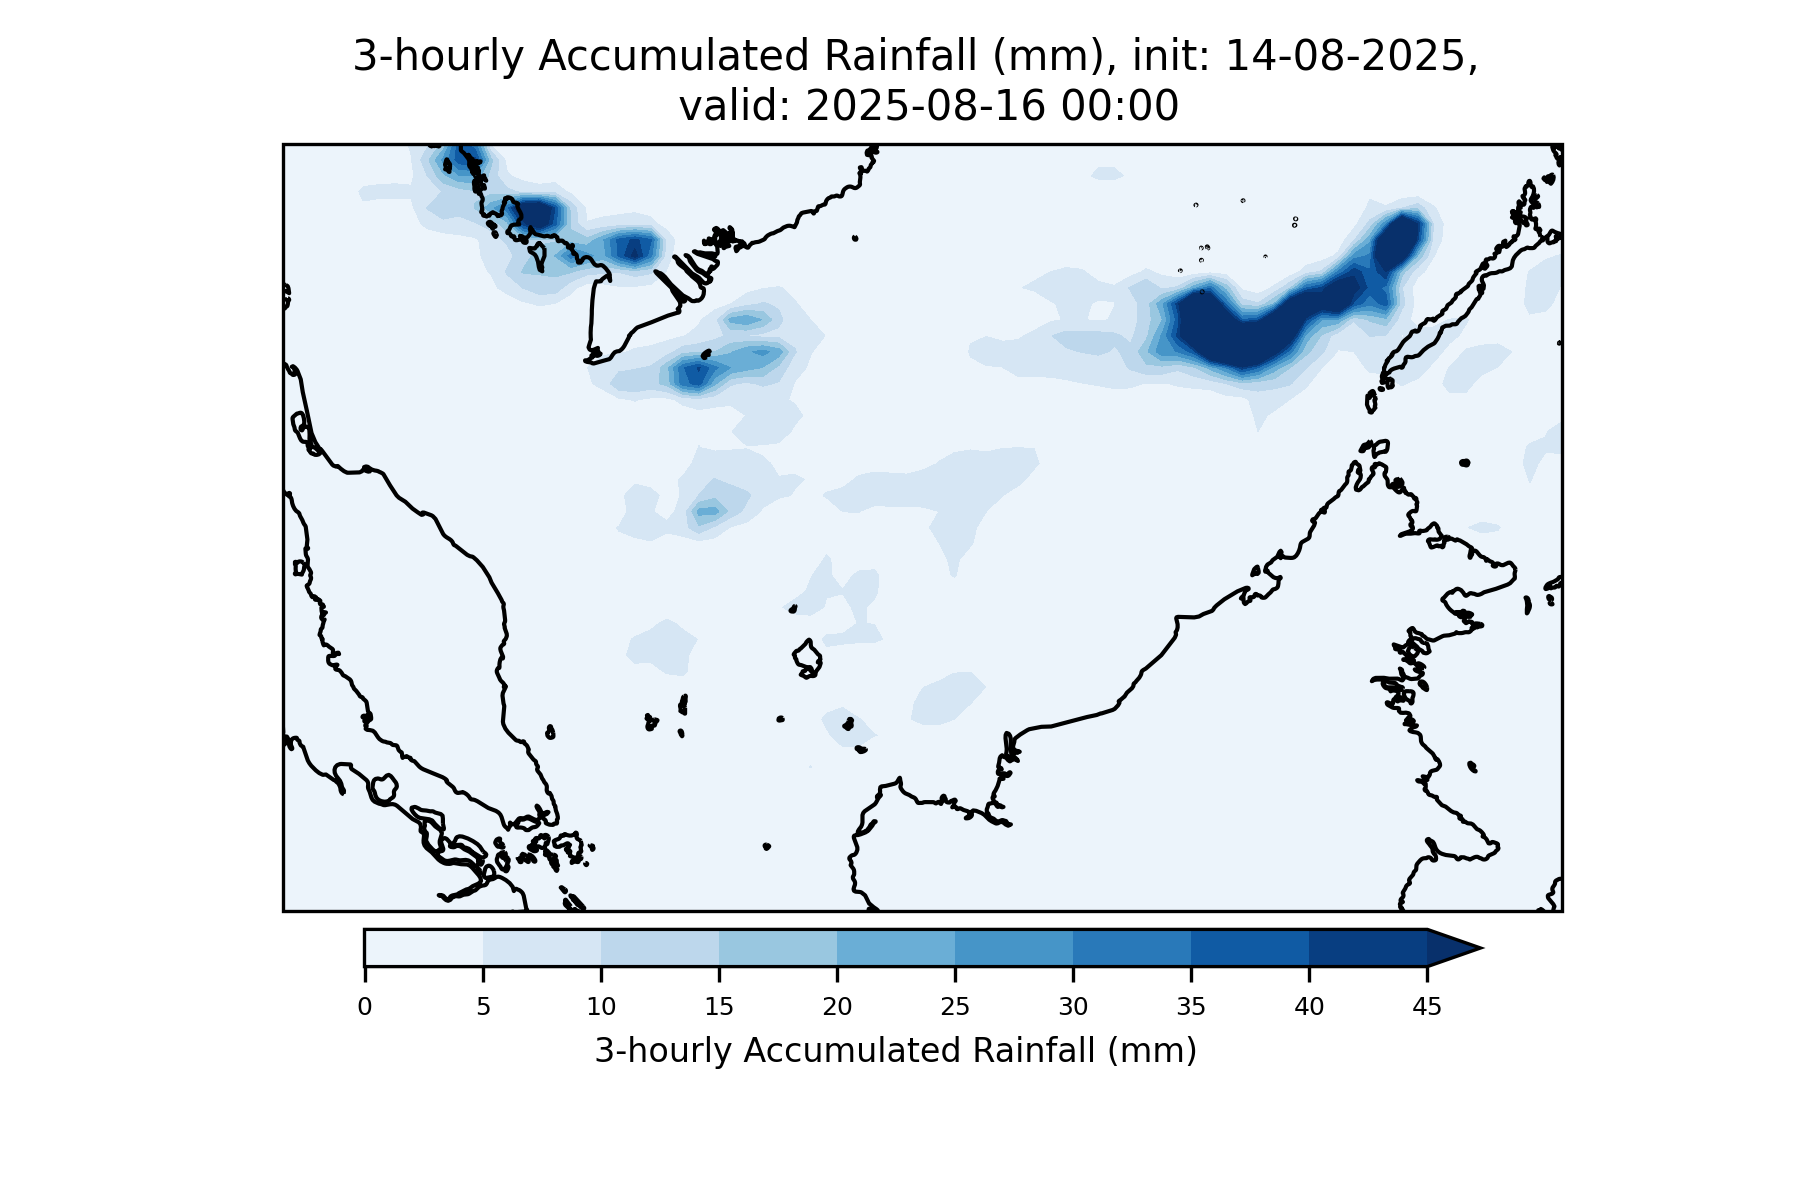 3-hourly Accumulated Rainfall (mm), init: 14-08-2025,
valid: 2025-08-16 00:00
0 5 10 15 20 25 30 35 40 45
3-hourly Accumulated Rainfall (mm)